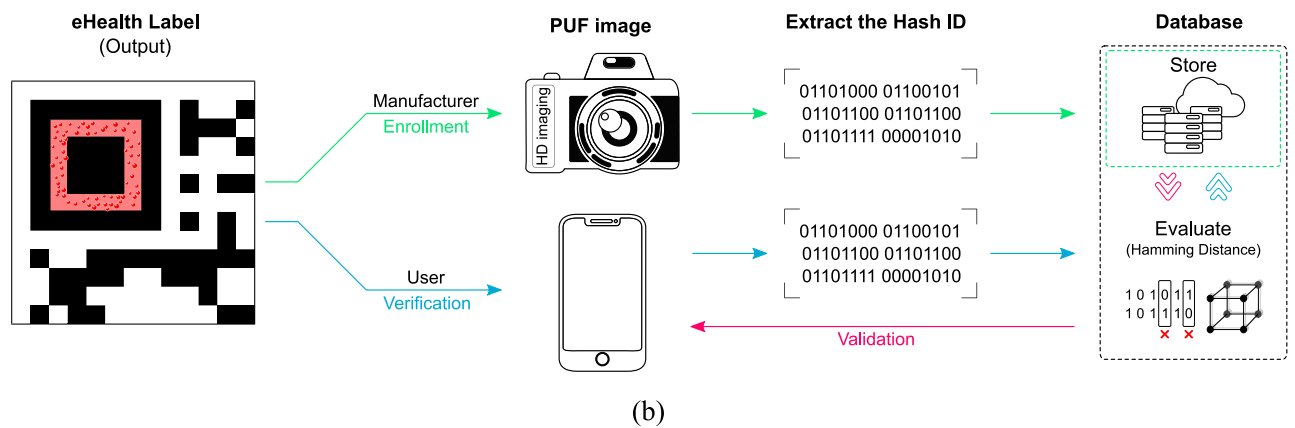 eHealth Label
(Output)
PUF image
Extract the Hash ID
Database
Manufacturer
Enrollment
HD imaging
01101000 01100101
01101100 01101100
01101111 00001010
Store
User
Verification
01101000 01100101
01101100 01101100
01101111 00001010
Evaluate
(Hamming Distance)
1 0 1 0 1 1
1 0 1 1 1 0
Validation
(b)